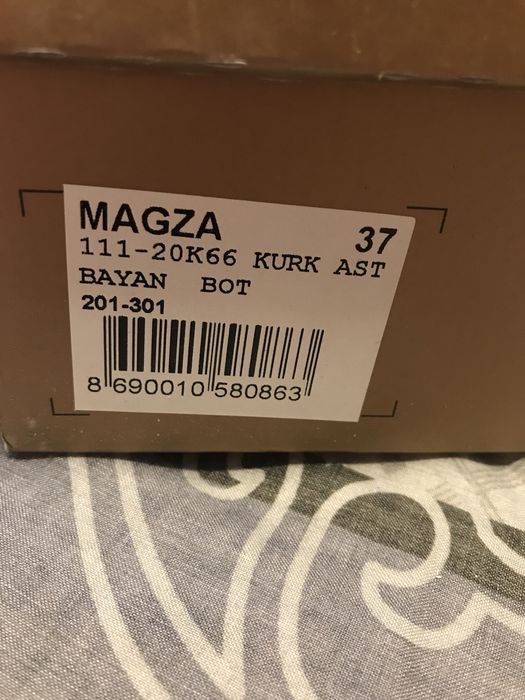 MAGZA 37
111-20K66 KURK AST
BAYAN BOT
201-301
8 690010 580863